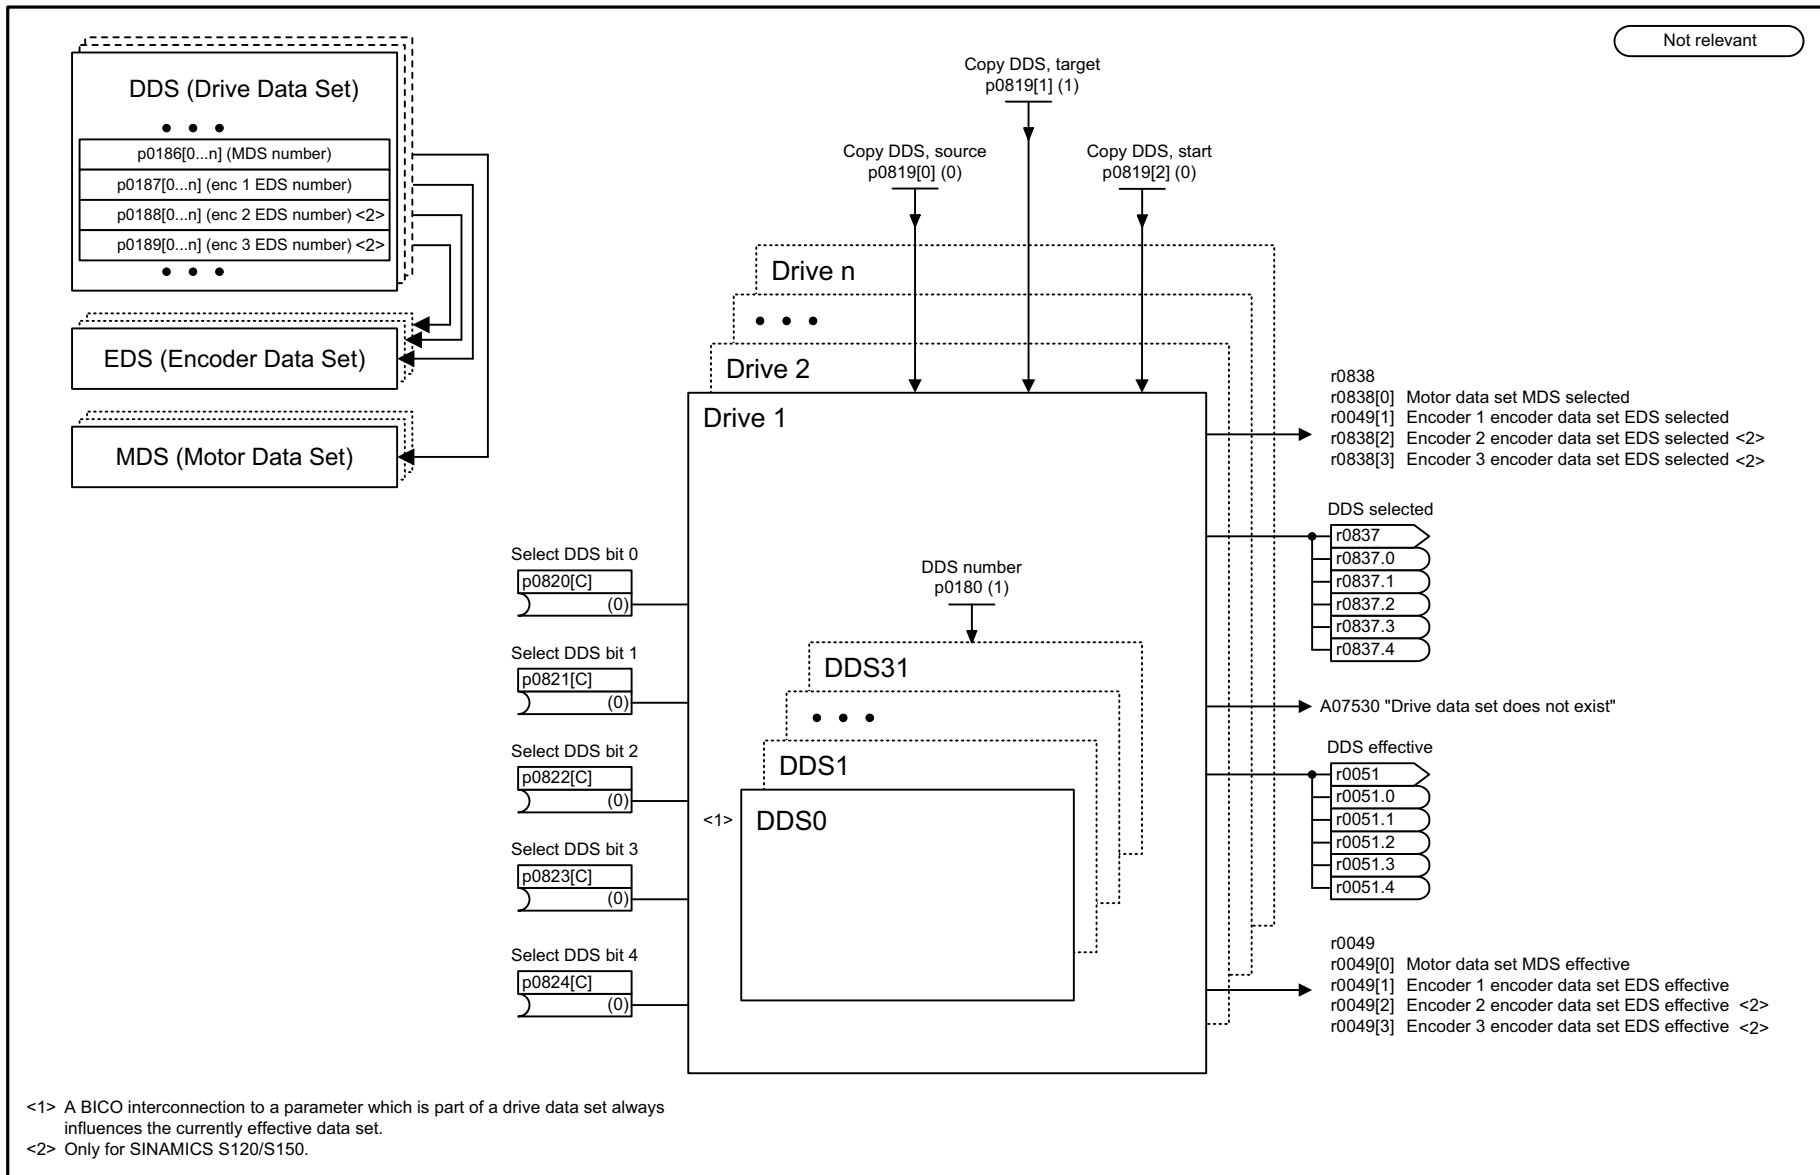 Not relevant
DDS (Drive Data Set)
• • •
p0186[0...n] (MDS number)
p0187[0...n] (enc 1 EDS number)
p0188[0...n] (enc 2 EDS number) <2>
p0189[0...n] (enc 3 EDS number) <2>
• • •
EDS (Encoder Data Set)
MDS (Motor Data Set)
Copy DDS, target
p0819[1] (1)
Copy DDS, source
p0819[0] (0)
Copy DDS, start
p0819[2] (0)
Drive n
• • •
Drive 2
Drive 1
Select DDS bit 0
p0820[C]
(0)
Select DDS bit 1
p0821[C]
(0)
Select DDS bit 2
p0822[C]
(0)
Select DDS bit 3
p0823[C]
(0)
Select DDS bit 4
p0824[C]
(0)
DDS number
p0180 (1)
DDS31
• • •
DDS1
<1>
DDS0
r0838
r0838[0] Motor data set MDS selected
r0049[1] Encoder 1 encoder data set EDS selected
r0838[2] Encoder 2 encoder data set EDS selected <2>
r0838[3] Encoder 3 encoder data set EDS selected <2>
DDS selected
r0837
r0837.0
r0837.1
r0837.2
r0837.3
r0837.4
A07530 "Drive data set does not exist"
DDS effective
r0051
r0051.0
r0051.1
r0051.2
r0051.3
r0051.4
r0049
r0049[0] Motor data set MDS effective
r0049[1] Encoder 1 encoder data set EDS effective
r0049[2] Encoder 2 encoder data set EDS effective <2>
r0049[3] Encoder 3 encoder data set EDS effective <2>
<1> A BICO interconnection to a parameter which is part of a drive data set always
influences the currently effective data set.
<2> Only for SINAMICS S120/S150.